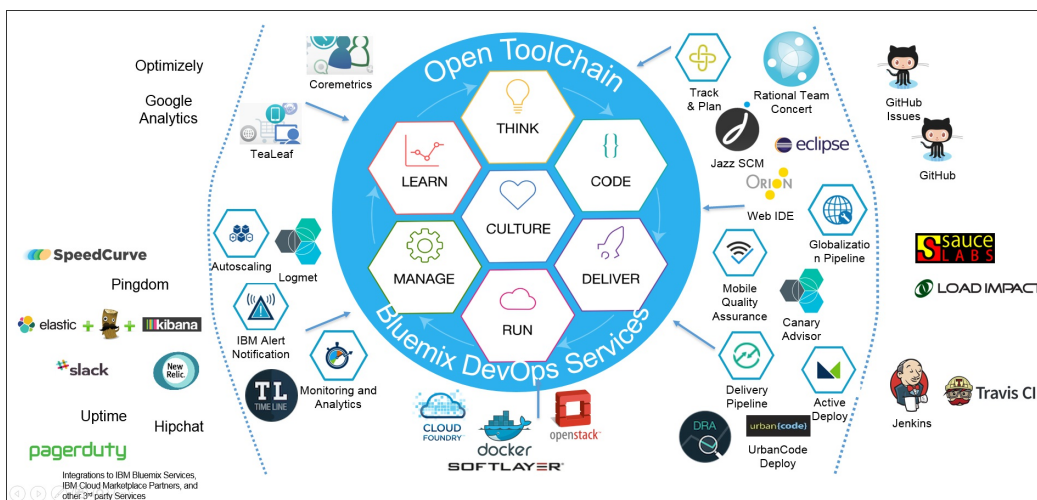 Optimizely
Google
Analytics
Coremetrics
TeaLeaf
Open ToolChain
THINK
LEARN
CODE
CULTURE
MANAGE
DELIVER
RUN
Bluemix DevOps Services
Track
& Plan
Rational Team
Concert
GitHub
Issues
Jazz SCM
eclipse
GitHub
ORION
Web IDE
Globalizatio
n Pipeline
Autoscaling
Logmet
SpeedCurve
Pingdom
elastic + + kibana
IBM Alert
Notification
slack
New
Relic.
TL
TIME LINE
Monitoring and
Analytics
Uptime
Hipchat
pagerduty
Integrations to IBM Bluemix Services,
IBM Cloud Marketplace Partners, and
other 3rd party Services
Mobile
Quality
Assurance
Canary
Advisor
sauce
LABS
LOAD IMPACT
Delivery
Pipeline
Active
Deploy
Jenkins
Travis CI
DRA
urban{code}
UrbanCode
Deploy
CLOUD
FOUNDRY™
docker
openstack™
SOFTLAYER®